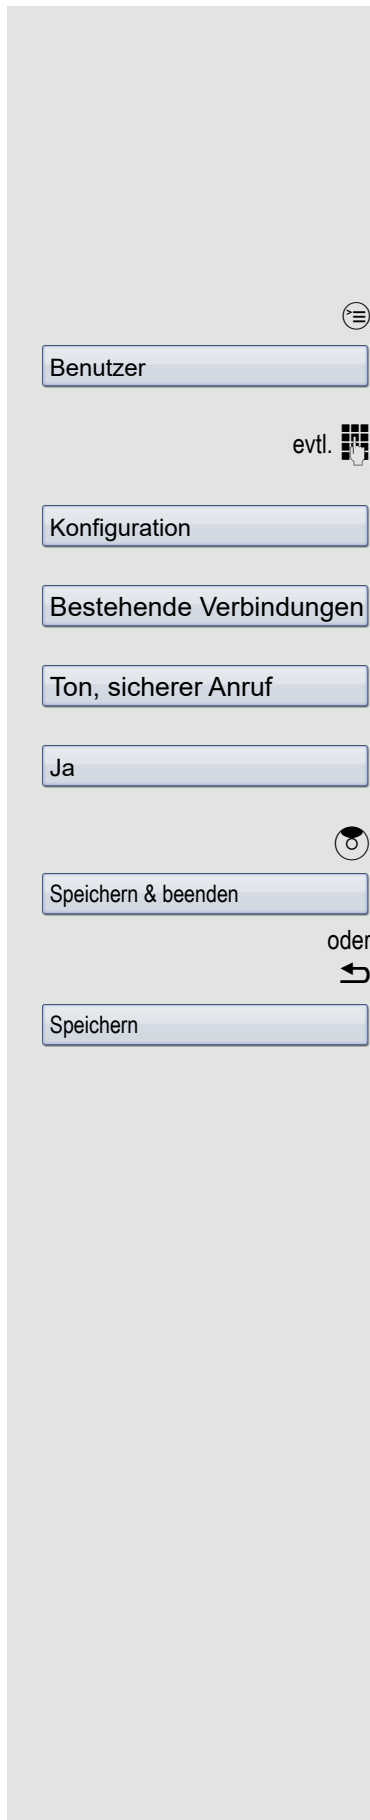 Benutzer
evtl.
Konfiguration
Bestehende Verbindungen
Ton, sicherer Anruf
Ja
Speichern & beenden
oder
Speichern